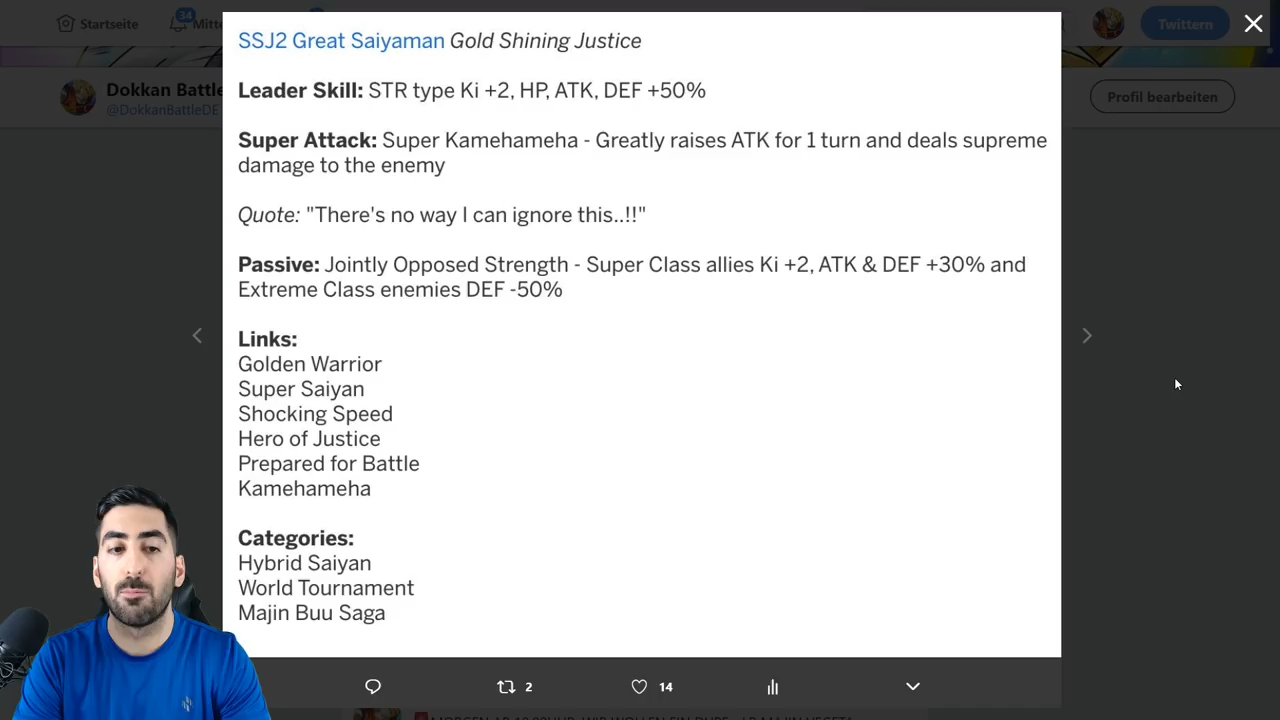 Startseite
34
Mitte
Twittern
Dokkan Battle
@DokkanBattleDE
Profil bearbeiten
SSJ2 Great Saiyaman Gold Shining Justice
Leader Skill: STR type Ki +2, HP, ATK, DEF +50%
Super Attack: Super Kamehameha - Greatly raises ATK for 1 turn and deals supreme
damage to the enemy
Quote: "There's no way I can ignore this..!!"
Passive: Jointly Opposed Strength - Super Class allies Ki +2, ATK & DEF +30% and
Extreme Class enemies DEF -50%
Links:
Golden Warrior
Super Saiyan
Shocking Speed
Hero of Justice
Prepared for Battle
Kamehameha
Categories:
Hybrid Saiyan
World Tournament
Majin Buu Saga
2
14